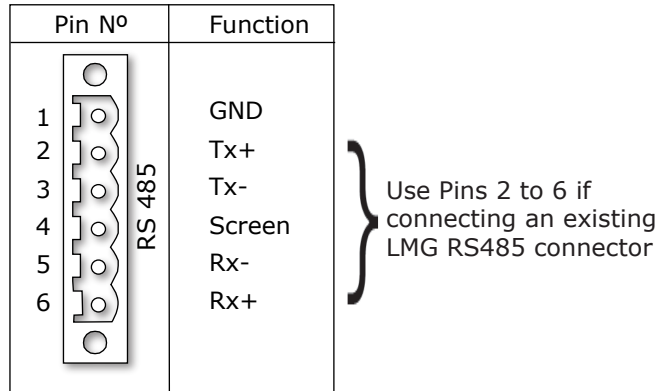 Pin Nº Function
1 GND
2 Tx+
3 Tx-
4 Screen
5 Rx-
6 Rx+
RS 485
Use Pins 2 to 6 if
connecting an existing
LMG RS485 connector